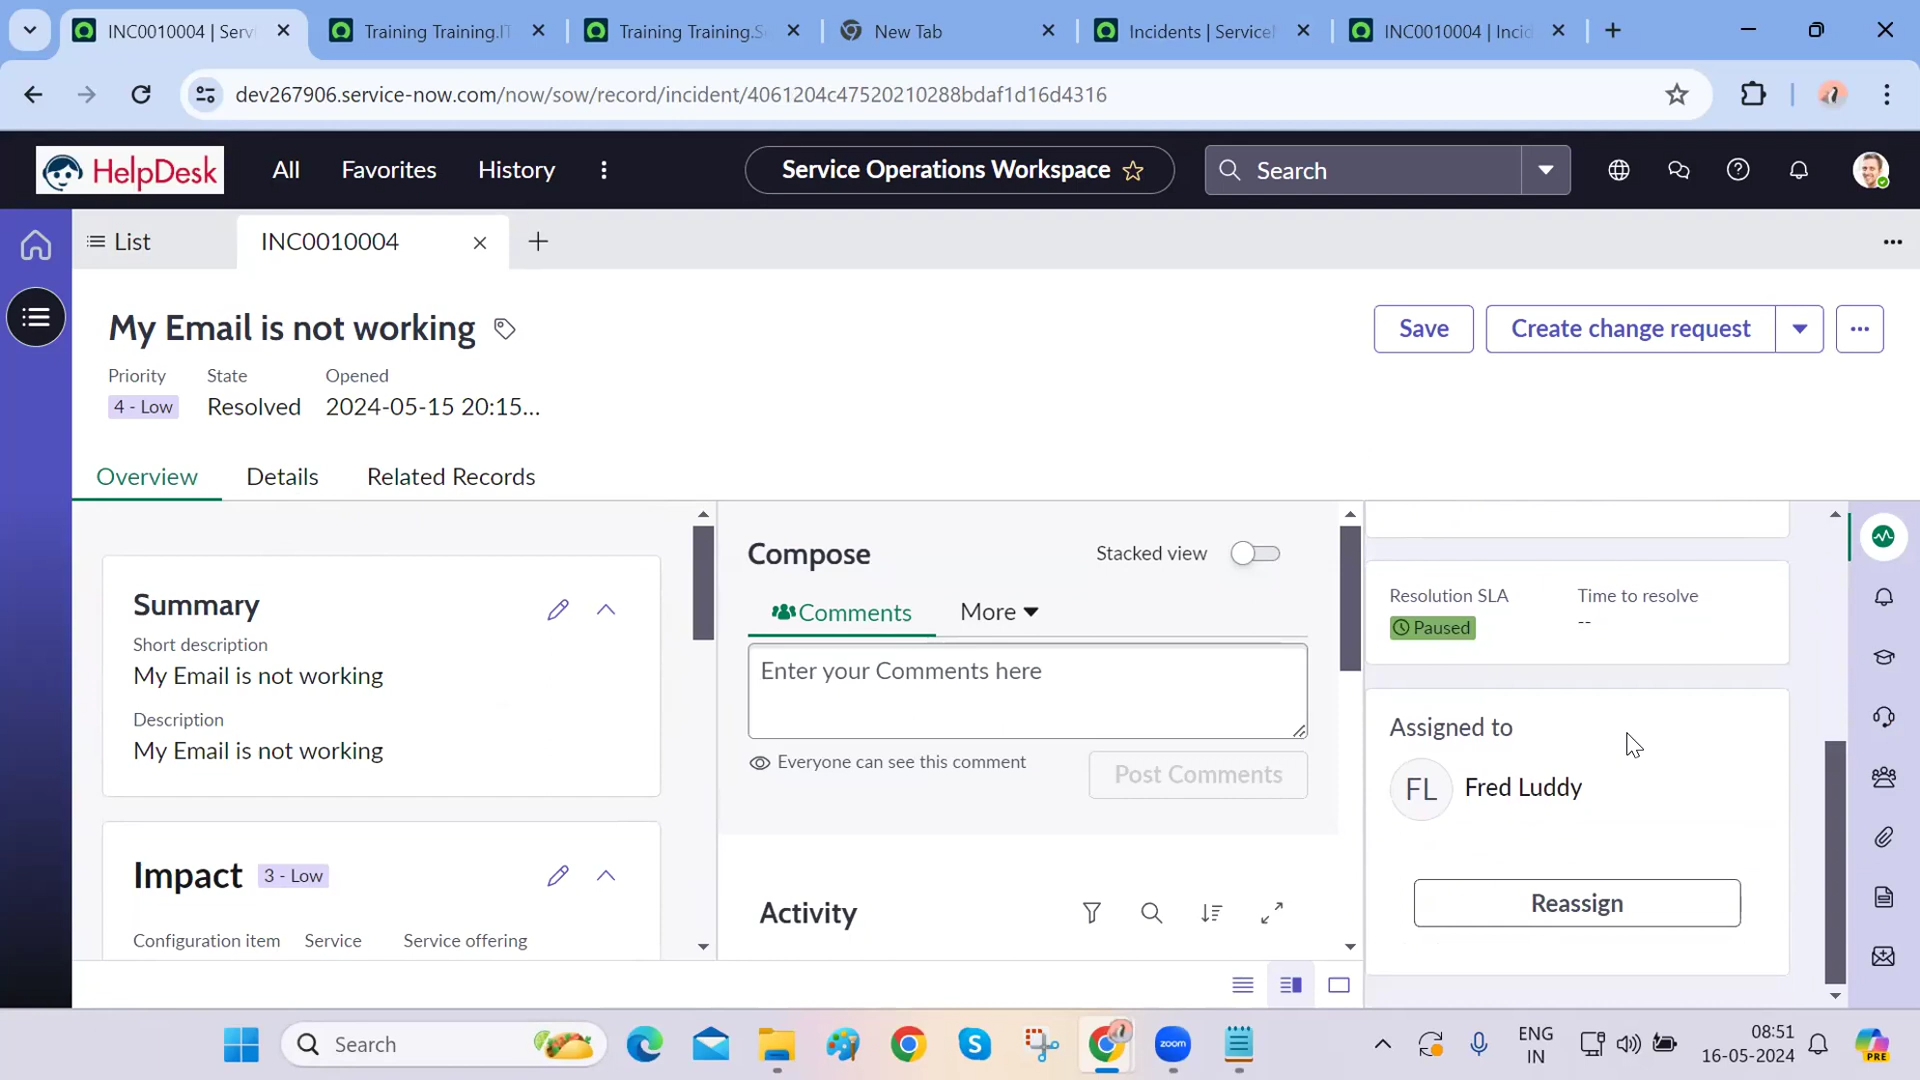 INC0010004 | Serv
Training Training.IT
Training Training.S
New Tab
Incidents | Service
INC0010004 | Incid
dev267906.service-now.com/now/sow/record/incident/4061204c47520210288bdaf1d16d4316
HelpDesk
All
Favorites
History
Service Operations Workspace
Search
List
INC0010004
My Email is not working
Save
Create change request
Priority
State
Opened
4 - Low
Resolved
2024-05-15 20:15...
Overview
Details
Related Records
Summary
Short description
My Email is not working
Description
My Email is not working
Impact
3 - Low
Configuration item
Service
Service offering
Compose
Stacked view
Comments
More
Enter your Comments here
Everyone can see this comment
Post Comments
Activity
Resolution SLA
Time to resolve
Paused
--
Assigned to
FL
Fred Luddy
Reassign
Search
zoom
ENG
IN
08:51
16-05-2024
PRE